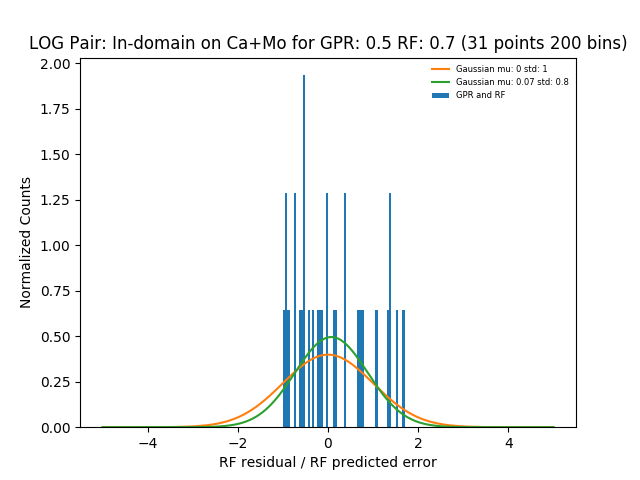 LOG Pair: In-domain on Ca+Mo for GPR: 0.5 RF: 0.7 (31 points 200 bins)
Gaussian mu: 0 std: 1
Gaussian mu: 0.07 std: 0.8
GPR and RF
Normalized Counts
2.00
1.75
1.50
1.25
1.00
0.75
0.50
0.25
0.00
−4 −2 0 2 4
RF residual / RF predicted error